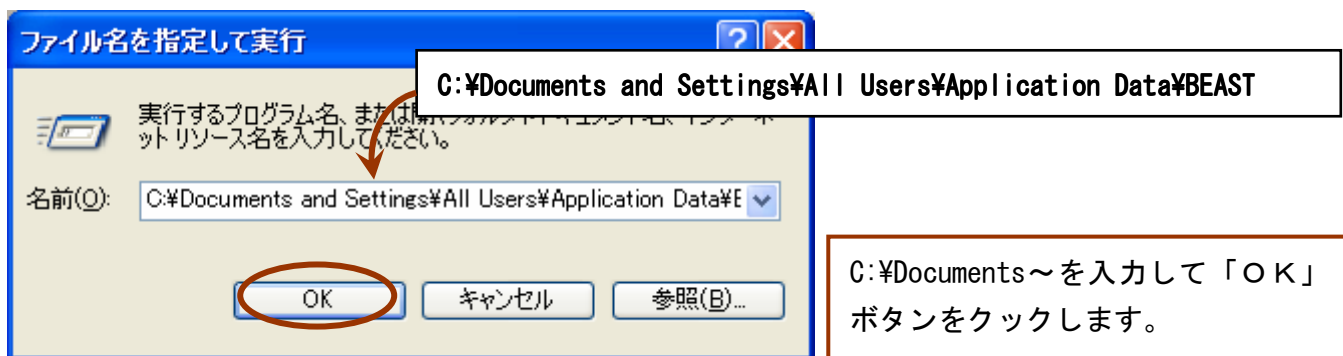 ファイル名を指定して実行
C:¥Documents and Settings¥All Users¥Application Data¥BEAST
実行するプログラム名、または
ットリソース名を入力してください。
名前(O):
C:¥Documents and Settings¥All Users¥Application Data¥E
OK
キャンセル
参照(B)...
C:¥Documents～を入力して「ＯＫ」
ボタンをクックします。